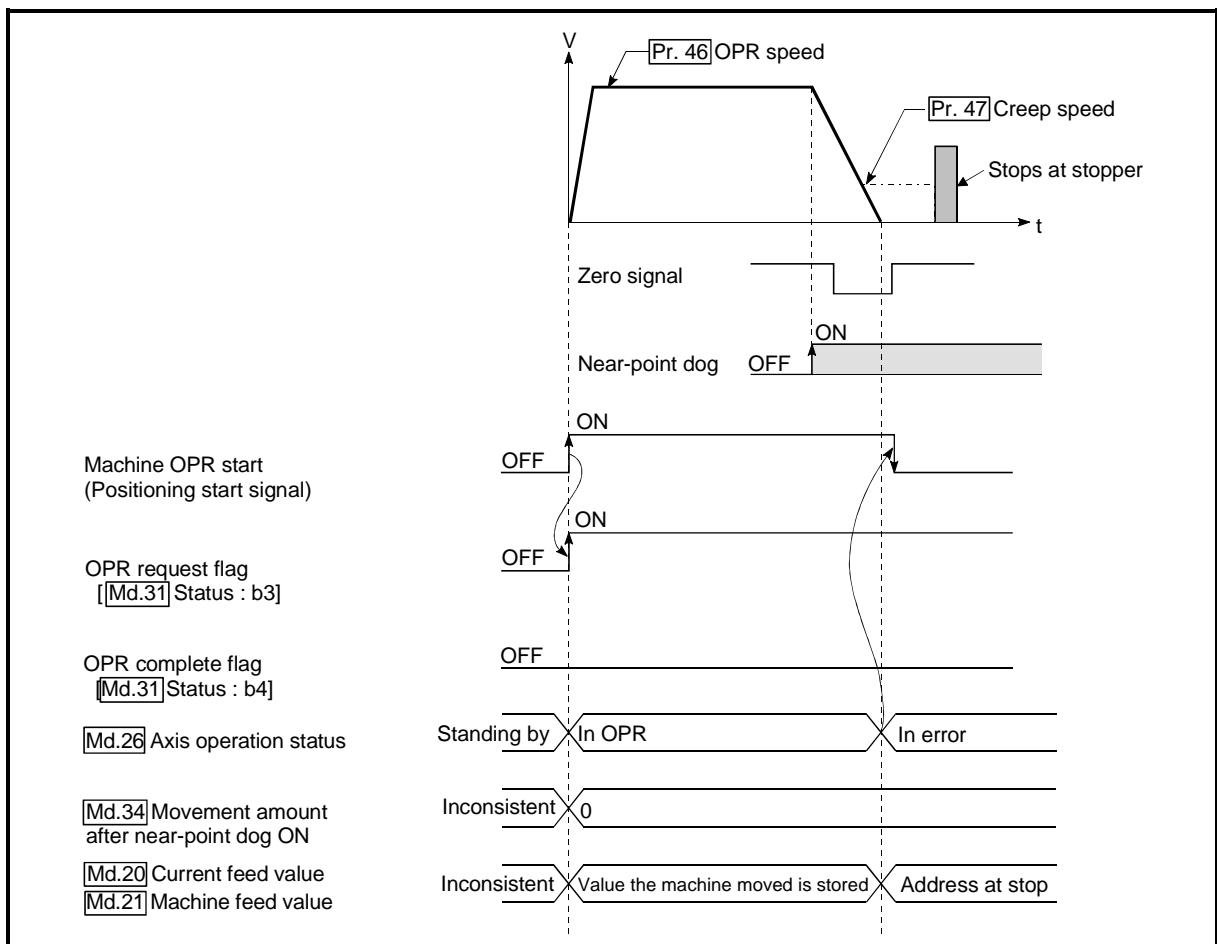 V
Pr. 46 OPR speed
Pr. 47 Creep speed
Stops at stopper
t
Zero signal
ON
Near-point dog OFF
ON
Machine OPR start OFF
(Positioning start signal)
ON
OPR request flag OFF
[Md.31 Status : b3]
OPR complete flag OFF
[Md.31 Status : b4]
Md.26 Axis operation status Standing by In OPR In error
Md.34 Movement amount Inconsistent 0
after near-point dog ON
Md.20 Current feed value
Inconsistent Value the machine moved is stored Address at stop
Md.21 Machine feed value